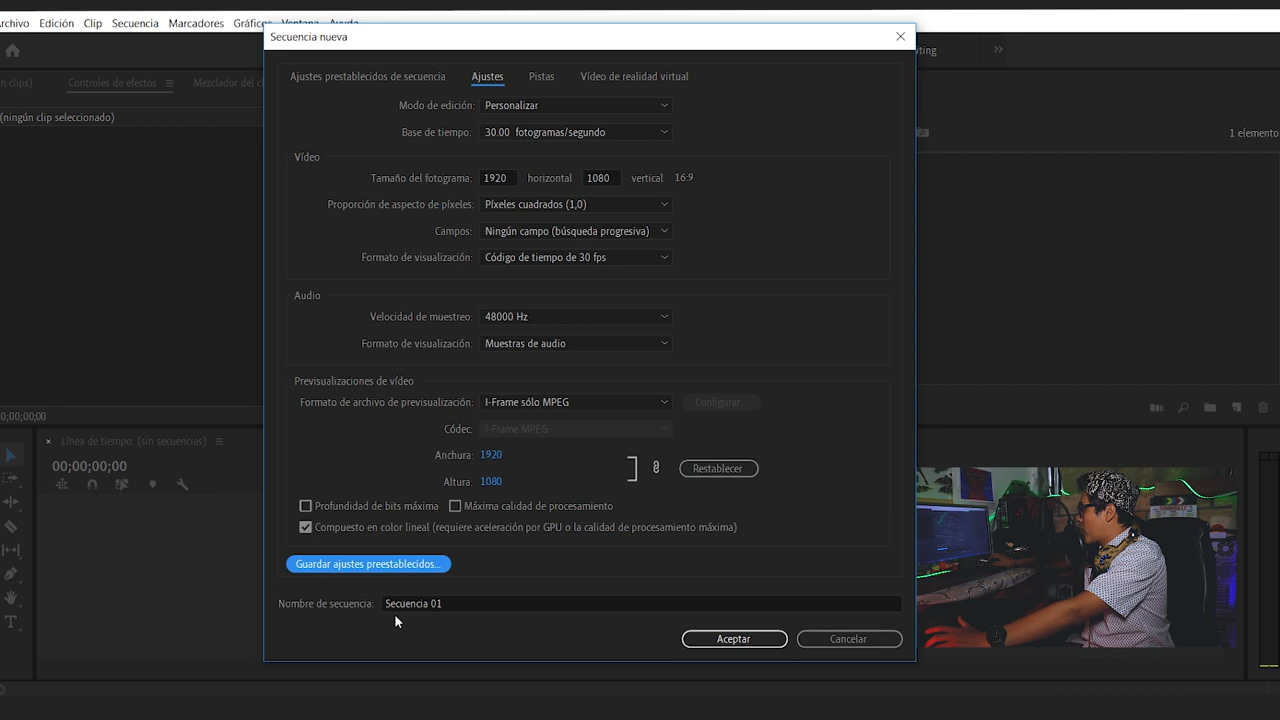 Archivo Edición Clip Secuencia Marcadores Gráficos Ventana Ayuda
Secuencia nueva
n clips) Controles de efectos Mezclador del cl
(ningún clip seleccionado)
iting
1 elemento
Ajustes prestablecidos de secuencia Ajustes Pistas Vídeo de realidad virtual
Modo de edición: Personalizar
Base de tiempo: 30.00 fotogramas/segundo
Vídeo
Tamaño del fotograma: 1920 horizontal 1080 vertical 16:9
Proporción de aspecto de píxeles: Píxeles cuadrados (1,0)
Campos: Ningún campo (búsqueda progresiva)
Formato de visualización: Código de tiempo de 30 fps
Audio
Velocidad de muestreo: 48000 Hz
Formato de visualización: Muestras de audio
Previsualizaciones de vídeo
Formato de archivo de previsualización: I-Frame sólo MPEG Configurar...
Códec: I-Frame MPEG
Anchura: 1920
Altura: 1080
Restablecer
Profundidad de bits máxima Máxima calidad de procesamiento
Compuesto en color lineal (requiere aceleración por GPU o la calidad de procesamiento máxima)
Guardar ajustes preestablecidos...
Nombre de secuencia: Secuencia 01
Aceptar Cancelar
0;00;00;00
× Línea de tiempo: (sin secuencias)
00;00;00;00